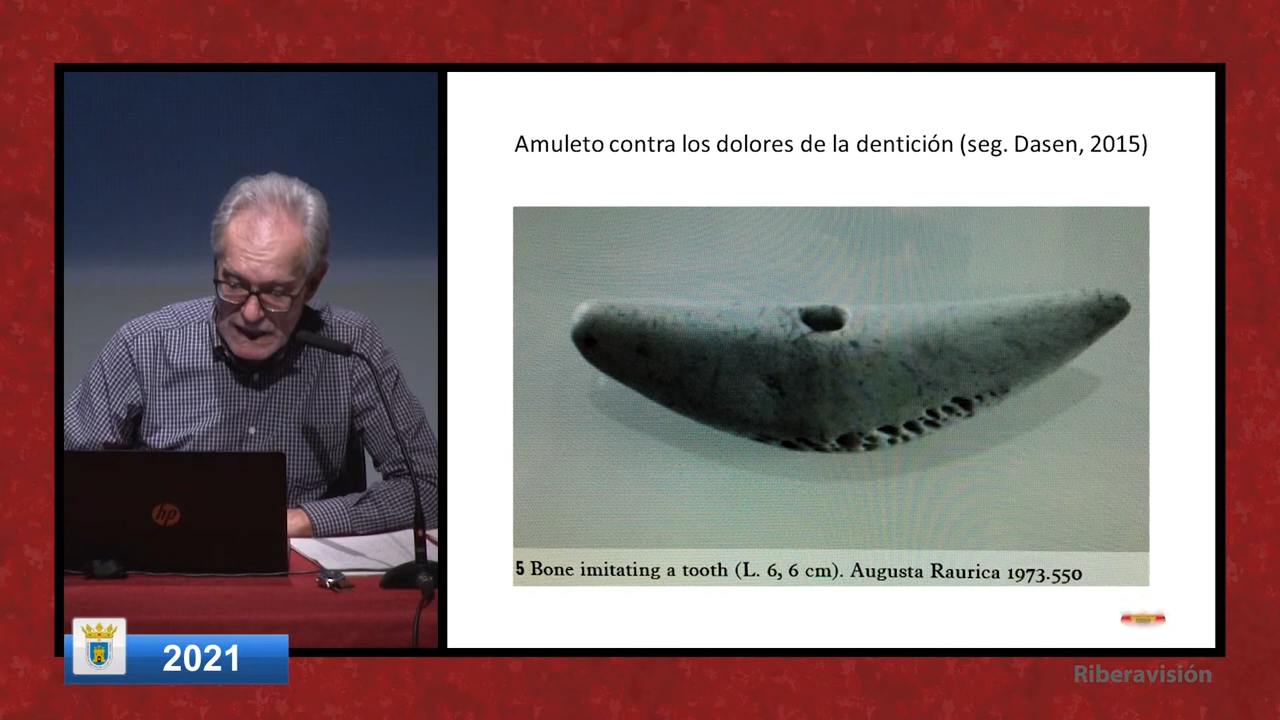 Amuleto contra los dolores de la dentición (seg. Dasen, 2015)
5 Bone imitating a tooth (L. 6, 6 cm). Augusta Raurica 1973.550
hp
2021
Riberavisión